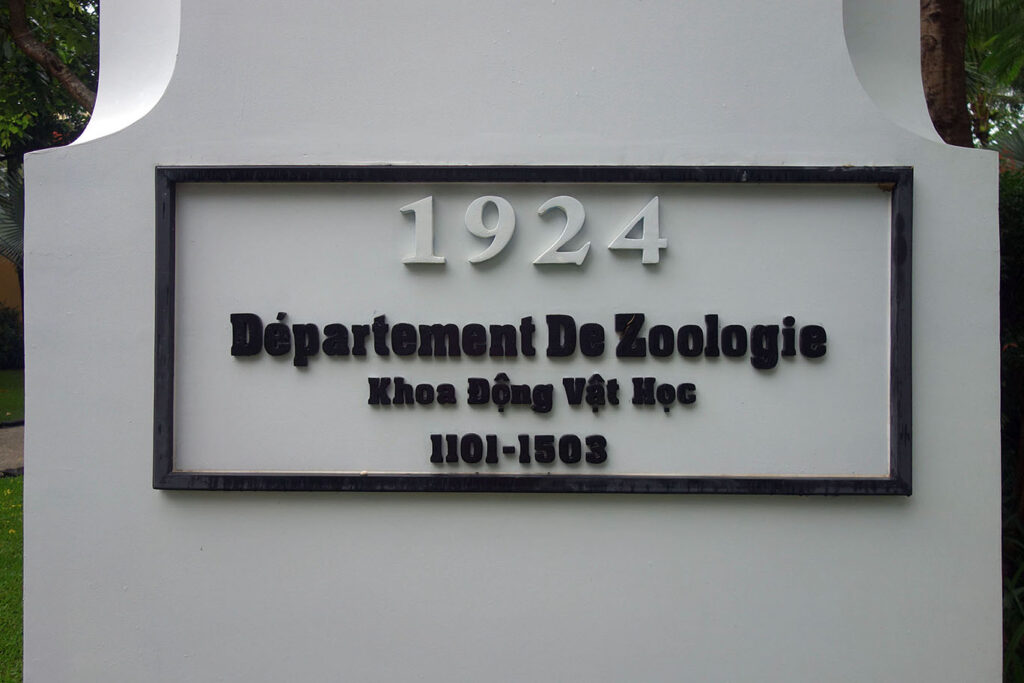 1924
Département De Zoologie
Khoa Động Vật Học
1101-1503